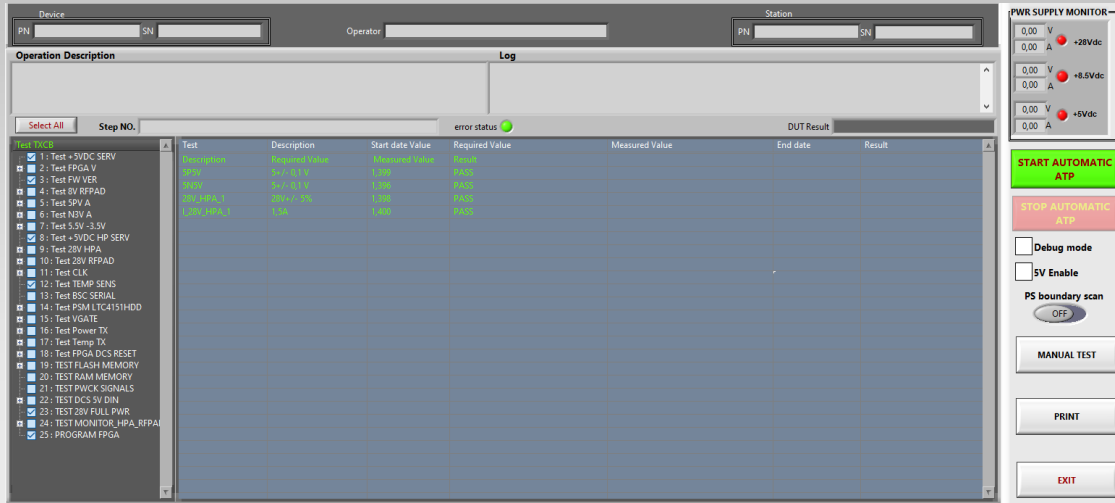 Device
Station
PN
SN
Operator
PN
SN
Operation Description
Log
Select All
Step NO.
error status
DUT Result
Test TXCB
1 : Test +5VDC SERV
2 : Test FPGA V
3 : Test FW VER
4 : Test 8V RFPAD
5 : Test 5PV A
6 : Test N3V A
7 : Test 5.5V -3.5V
8 : Test +5VDC HP SERV
9 : Test 28V HPA
10 : Test 28V RFPAD
11 : Test CLK
12 : Test TEMP SENS
13 : Test BSC SERIAL
14 : Test PSM LTC4151HDD
15 : Test VGATE
16 : Test Power TX
17 : Test Temp TX
18 : Test FPGA DCS RESET
19 : TEST FLASH MEMORY
20 : TEST RAM MEMORY
21 : TEST PWCK SIGNALS
22 : TEST DCS 5V DIN
23 : TEST 28V FULL PWR
24 : TEST MONITOR_HPA_RFPA
25 : PROGRAM FPGA
Test Description Start date Value Required Value Measured Value End date Result
Description Required Value Measured Value Result
5P5V 5+/- 0,1 V 1,399 PASS
5N5V 5+/- 0,1 V 1,396 PASS
28V_HPA_1 28V+/- 5% 1,398 PASS
I_28V_HPA_1 1,5A 1,400 PASS
PWR SUPPLY MONITOR
0,00 V
+28Vdc
0,00 A
0,00 V
+8.5Vdc
0,00 A
0,00 V
+5Vdc
0,00 A
START AUTOMATIC
ATP
STOP AUTOMATIC
ATP
Debug mode
5V Enable
PS boundary scan
OFF
MANUAL TEST
PRINT
EXIT